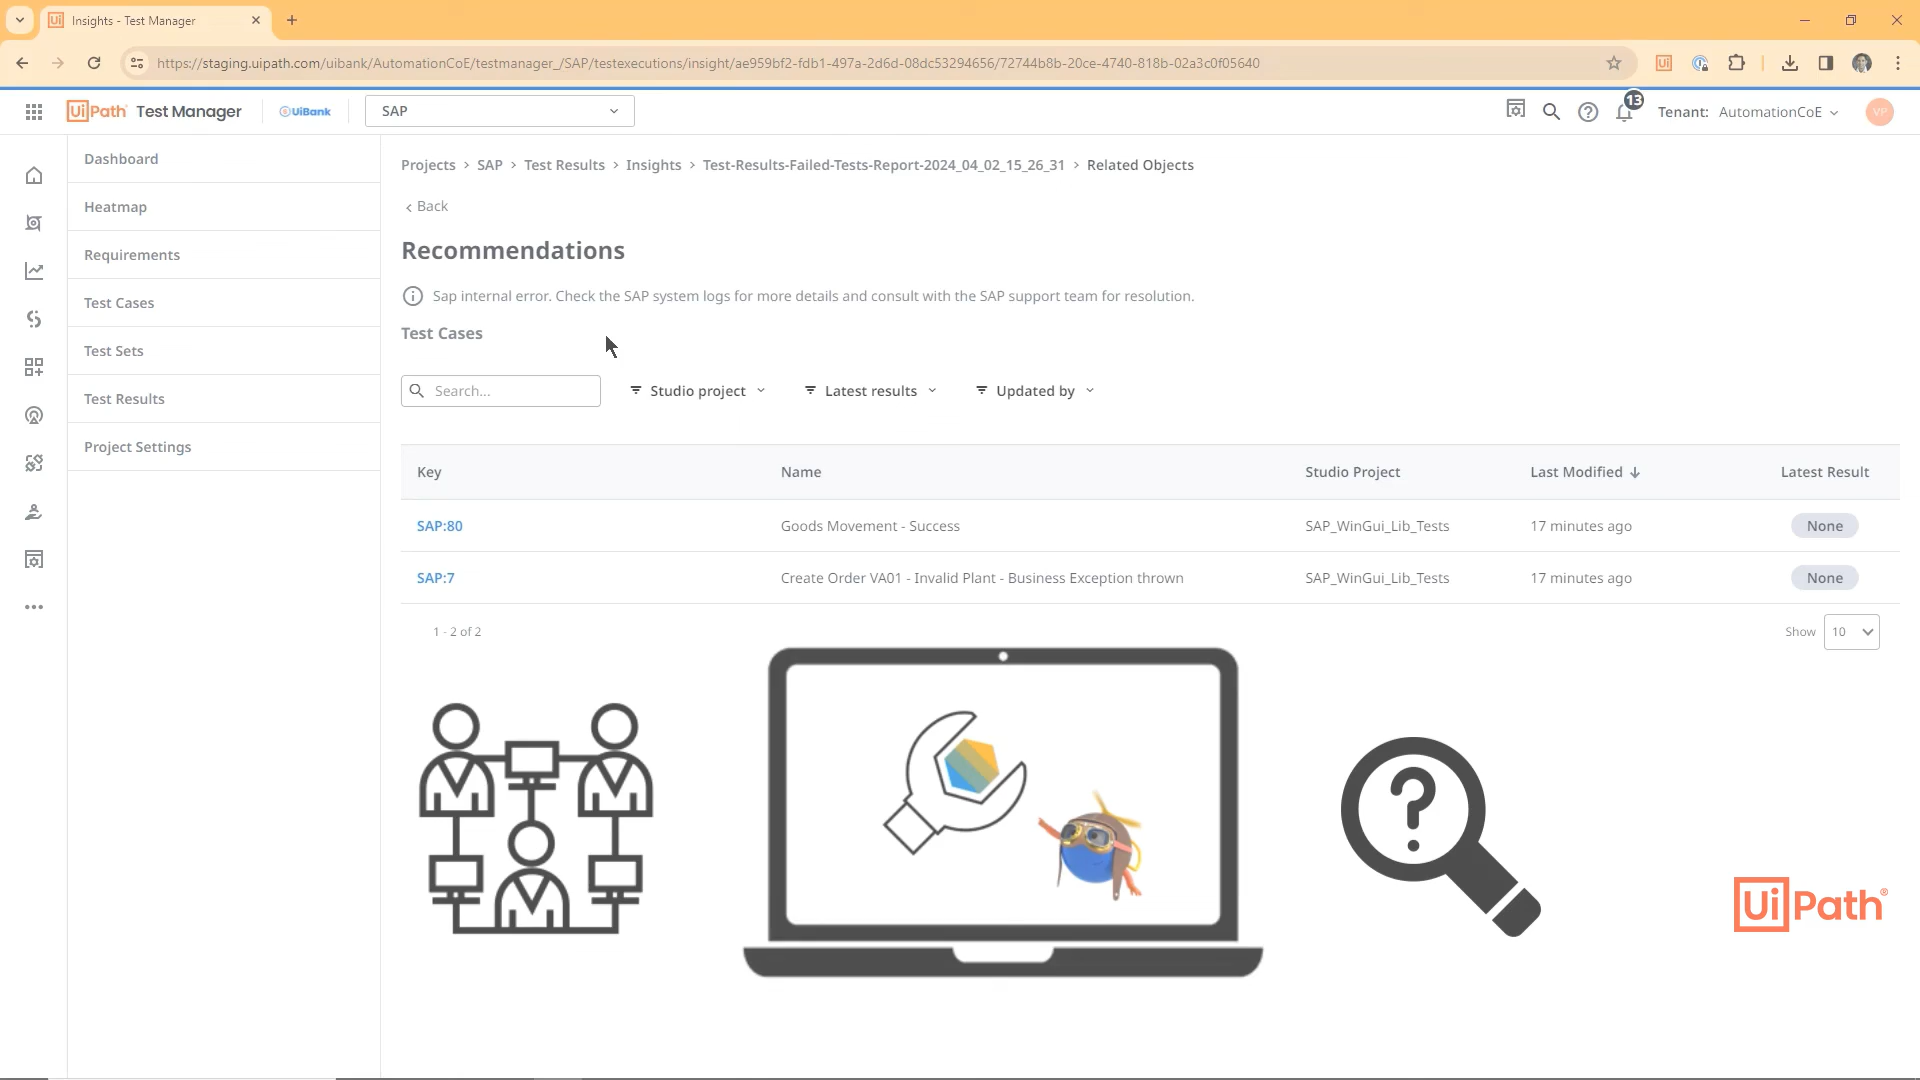 Insights - Test Manager
https://staging.uipath.com/uibank/AutomationCoE/testmanager_/SAP/testexecutions/insight/ae959bf2-fdb1-497a-2d6d-08dc53294656/72744b8b-20ce-4740-818b-02a3c0f05640
UiPath Test Manager
UiBank
SAP
13
Tenant: AutomationCoE
VP
Dashboard
Heatmap
Requirements
Test Cases
Test Sets
Test Results
Project Settings
Projects > SAP > Test Results > Insights > Test-Results-Failed-Tests-Report-2024_04_02_15_26_31 > Related Objects
Back
Recommendations
Sap internal error. Check the SAP system logs for more details and consult with the SAP support team for resolution.
Test Cases
Search...
Studio project
Latest results
Updated by
Key Name Studio Project Last Modified Latest Result
SAP:80 Goods Movement - Success SAP_WinGui_Lib_Tests 17 minutes ago None
SAP:7 Create Order VA01 - Invalid Plant - Business Exception thrown SAP_WinGui_Lib_Tests 17 minutes ago None
1 - 2 of 2
Show 10
?
UiPath®